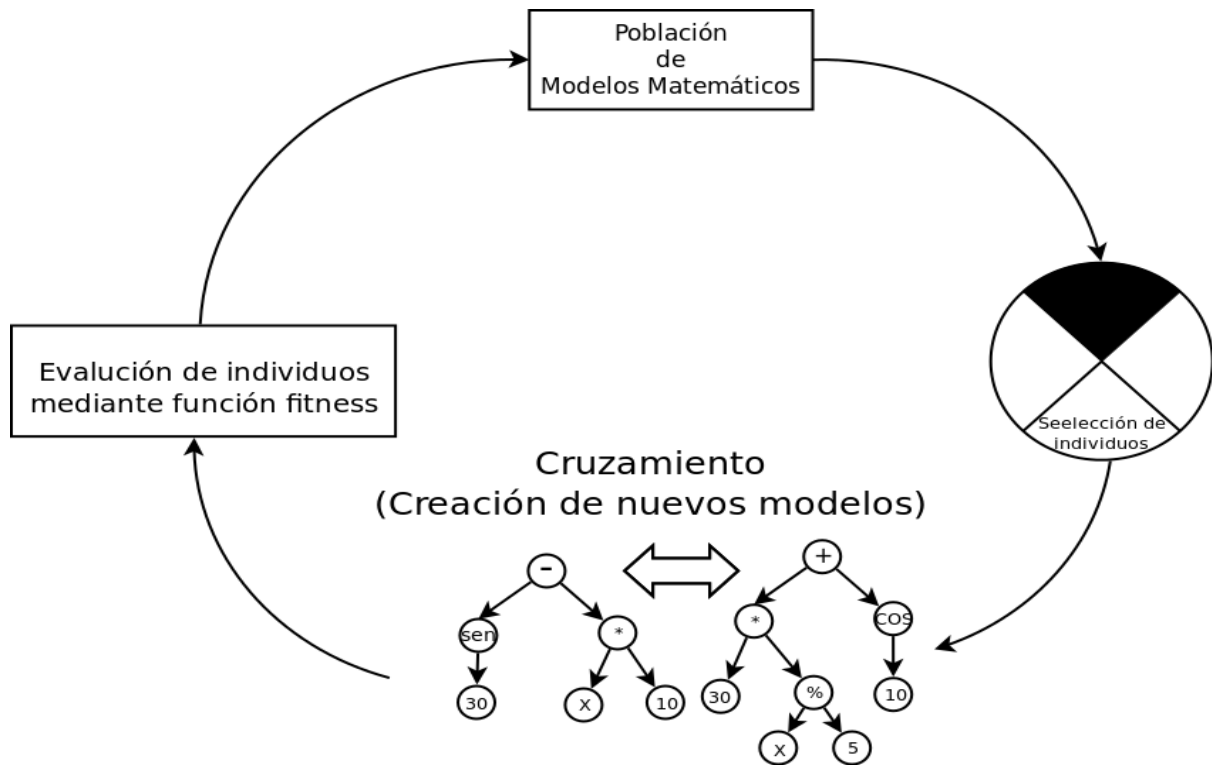 Población
de
Modelos Matemáticos
Evalución de individuos
mediante función fitness
Seelección de
individuos
Cruzamiento
(Creación de nuevos modelos)
-
sen
*
30
X
10
+
*
COS
30
%
10
X
5